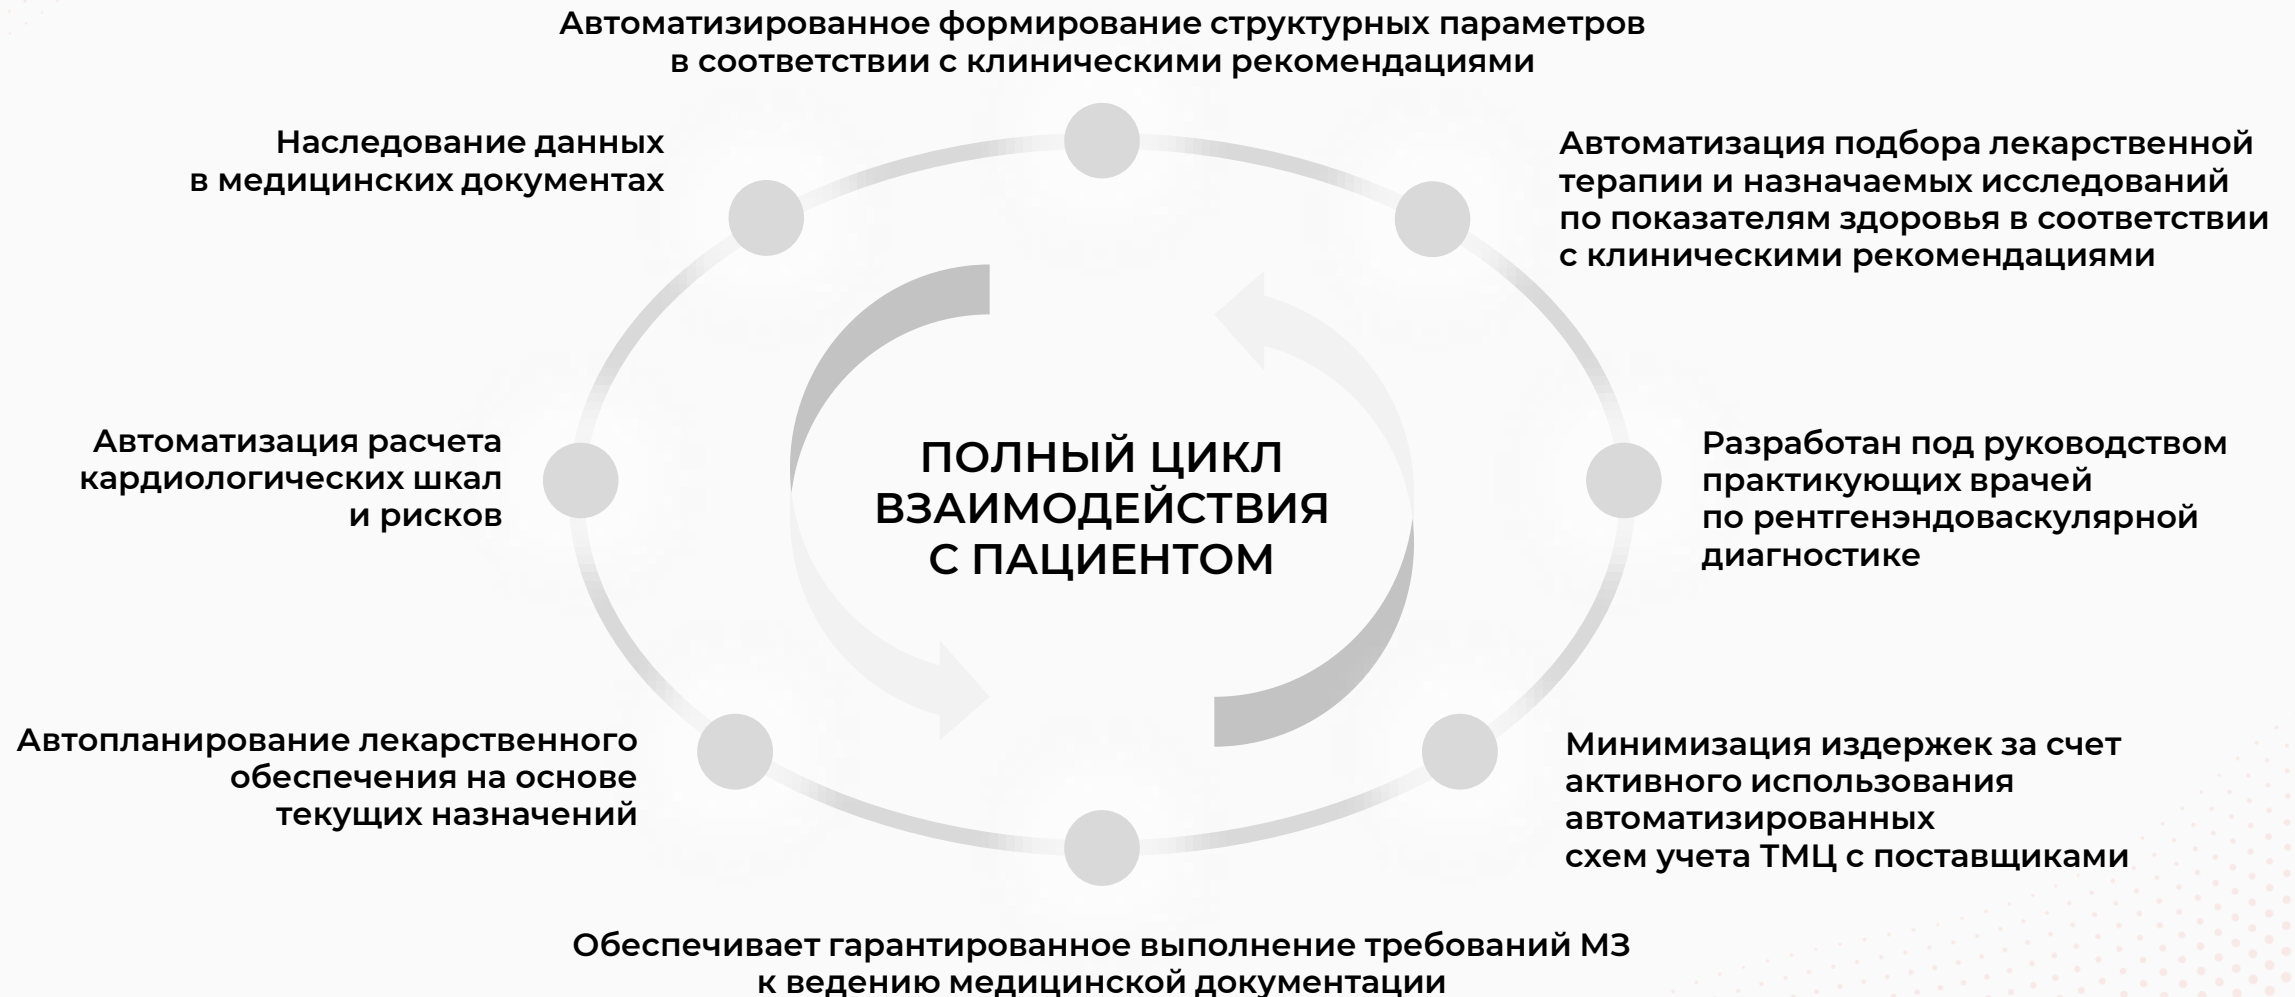 Автоматизированное формирование структурных параметров
в соответствии с клиническими рекомендациями
Наследование данных
в медицинских документах
Автоматизация подбора лекарственной
терапии и назначаемых исследований
по показателям здоровья в соответствии
с клиническими рекомендациями
Автоматизация расчета
кардиологических шкал
и рисков
ПОЛНЫЙ ЦИКЛ
ВЗАИМОДЕЙСТВИЯ
С ПАЦИЕНТОМ
Разработан под руководством
практикующих врачей
по рентгенэндоваскулярной
диагностике
Автопланирование лекарственного
обеспечения на основе
текущих назначений
Минимизация издержек за счет
активного использования
автоматизированных
схем учета ТМЦ с поставщиками
Обеспечивает гарантированное выполнение требований МЗ
к ведению медицинской документации